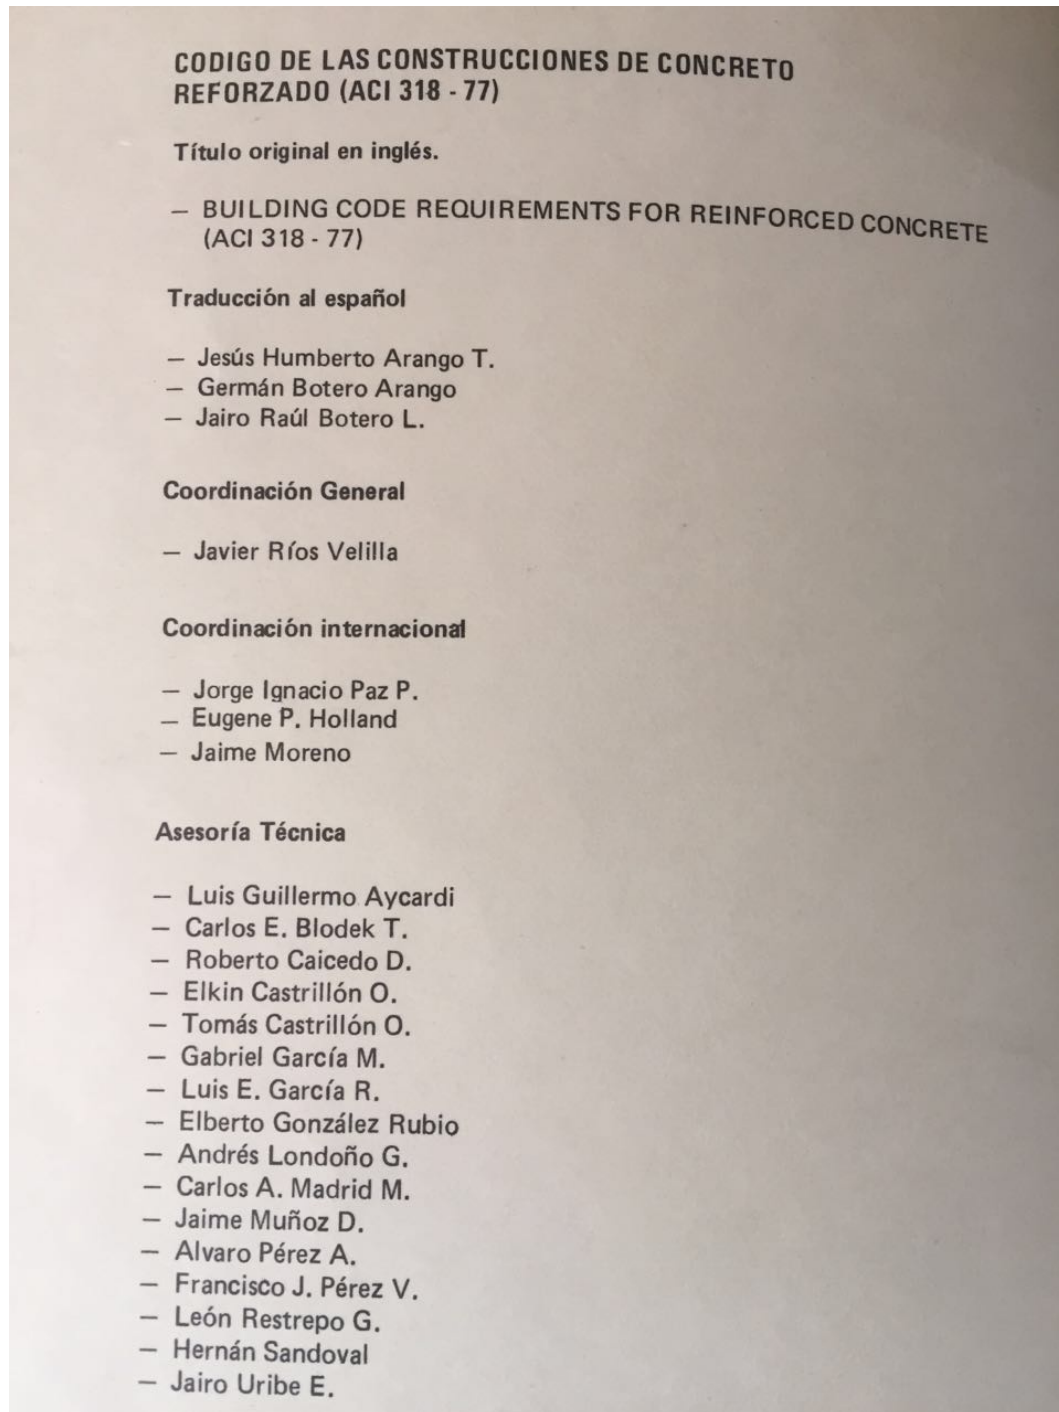 CODIGO DE LAS CONSTRUCCIONES DE CONCRETO
REFORZADO (ACI 318 - 77)
Título original en inglés.
— BUILDING CODE REQUIREMENTS FOR REINFORCED CONCRETE
(ACI 318 - 77)
Traducción al español
— Jesús Humberto Arango T.
— Germán Botero Arango
— Jairo Raúl Botero L.
Coordinación General
— Javier Ríos Velilla
Coordinación internacional
— Jorge Ignacio Paz P.
— Eugene P. Holland
— Jaime Moreno
Asesoría Técnica
— Luis Guillermo Aycardi
— Carlos E. Blodek T.
— Roberto Caicedo D.
— Elkin Castrillón O.
— Tomás Castrillón O.
— Gabriel García M.
— Luis E. García R.
— Elberto González Rubio
— Andrés Londoño G.
— Carlos A. Madrid M.
— Jaime Muñoz D.
— Alvaro Pérez A.
— Francisco J. Pérez V.
— León Restrepo G.
— Hernán Sandoval
— Jairo Uribe E.